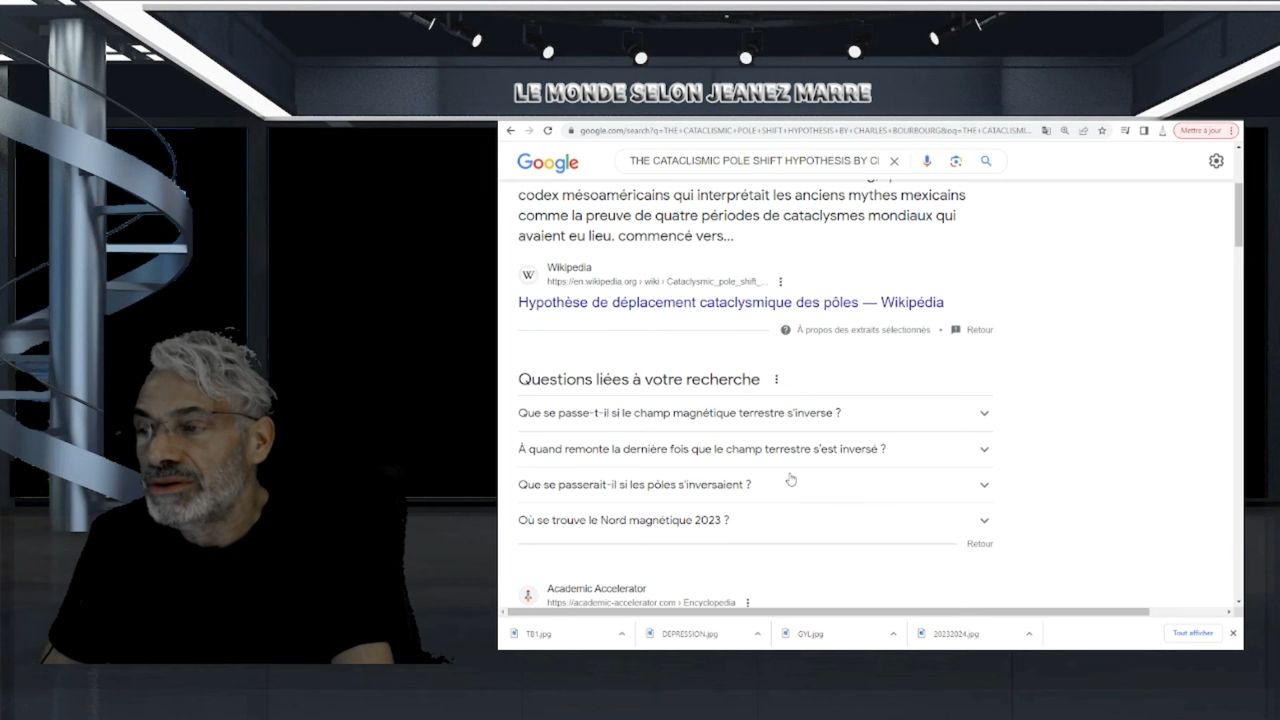 LE MONDE SELON JEANEZ MARRE
google.com/search?q=THE+CATACLISMIC+POLE+SHIFT+HYPOTHESIS+BY+CHARLES+BOURBOURG&oq=THE+CATACLISMI...
Mettre à jour
Google
THE CATACLISMIC POLE SHIFT HYPOTHESIS BY CI
codex mésoaméricains qui interprétait les anciens mythes mexicains
comme la preuve de quatre périodes de cataclysmes mondiaux qui
avaient eu lieu. commencé vers...
W
Wikipedia
https://en.wikipedia.org › wiki › Cataclysmic_pole_shift_...
Hypothèse de déplacement cataclysmique des pôles — Wikipédia
À propos des extraits sélectionnés • Retour
Questions liées à votre recherche
Que se passe-t-il si le champ magnétique terrestre s'inverse ?
À quand remonte la dernière fois que le champ terrestre s'est inversé ?
Que se passerait-il si les pôles s'inversaient ?
Où se trouve le Nord magnétique 2023 ?
Retour
Academic Accelerator
https://academic-accelerator.com › Encyclopedia
TB1.jpg
DEPRESSION.jpg
GYL.jpg
20232024.jpg
Tout afficher